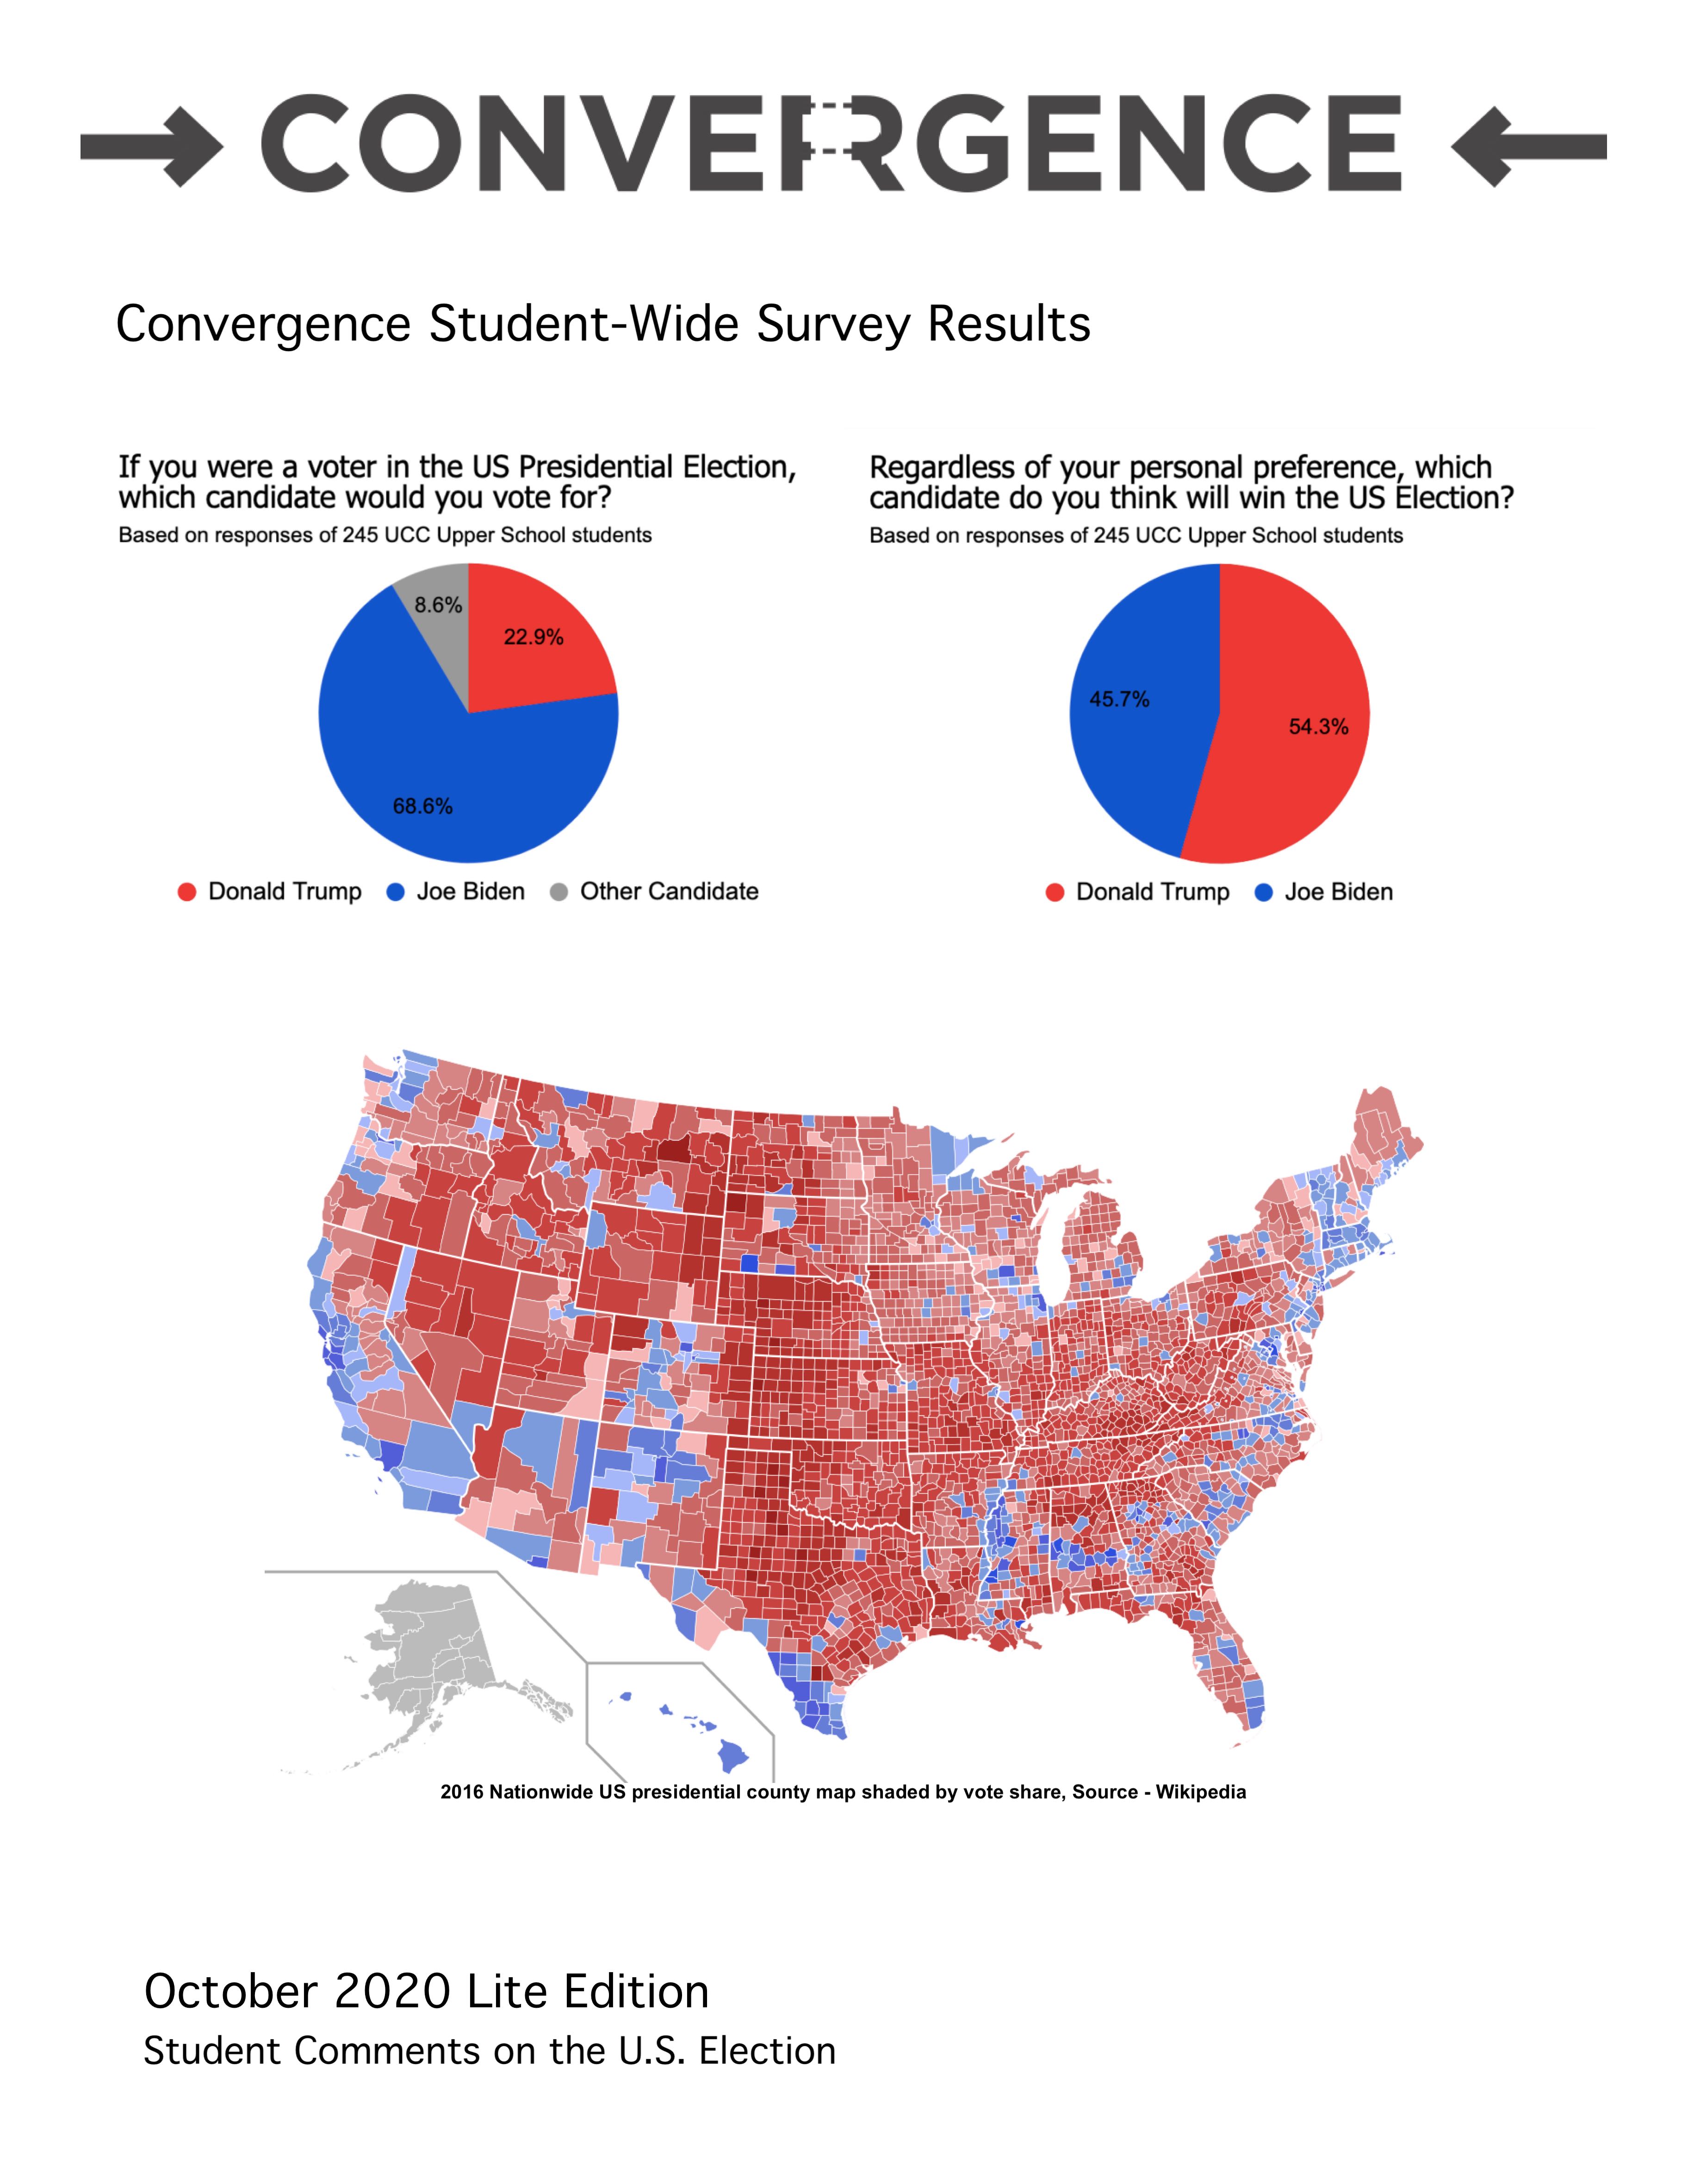 CONVERGENCE
Convergence Student-Wide Survey Results
If you were a voter in the US Presidential Election,
which candidate would you vote for?
Based on responses of 245 UCC Upper School students
8.6%
22.9%
68.6%
Donald Trump Joe Biden Other Candidate
Regardless of your personal preference, which
candidate do you think will win the US Election?
Based on responses of 245 UCC Upper School students
45.7%
54.3%
Donald Trump Joe Biden
2016 Nationwide US presidential county map shaded by vote share, Source - Wikipedia
October 2020 Lite Edition
Student Comments on the U.S. Election